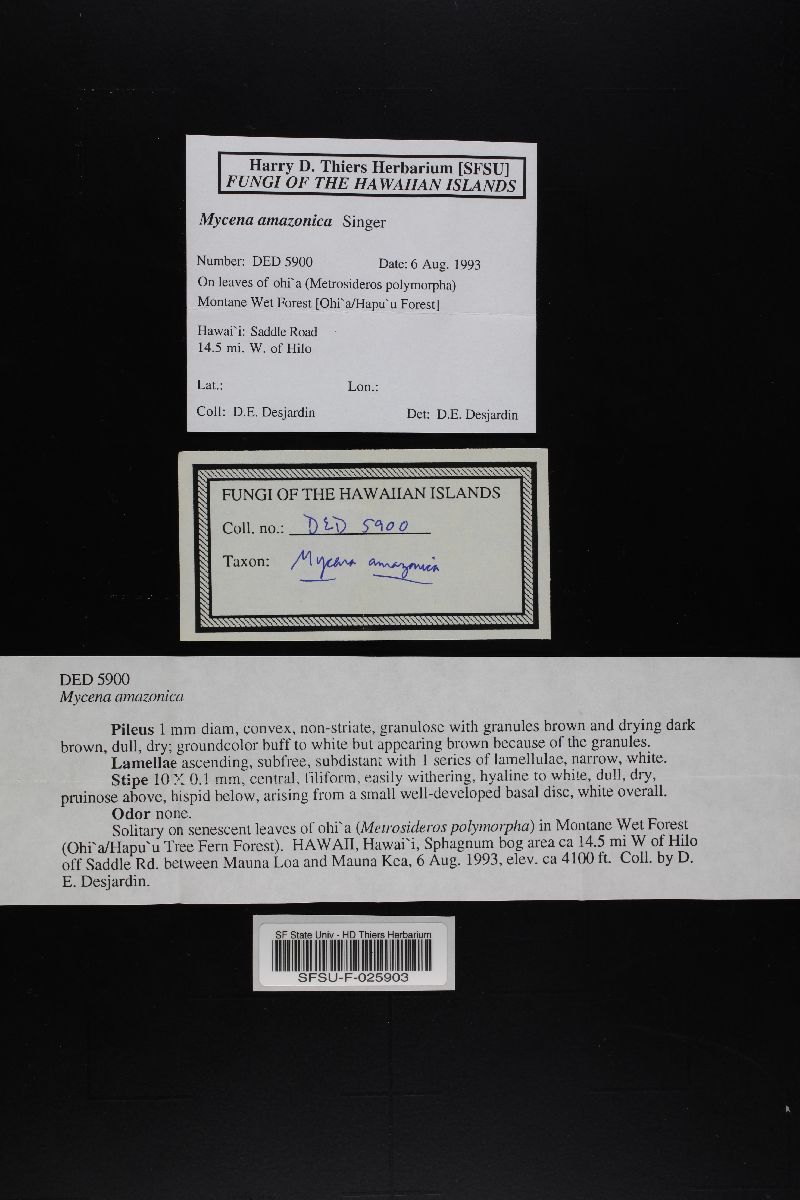 Harry D. Thiers Herbarium [SFSU]
FUNGI OF THE HAWAIIAN ISLANDS
Mycena amazonica Singer
Number: DED 5900 Date: 6 Aug. 1993
On leaves of ohi`a (Metrosideros polymorpha)
Montane Wet Forest [Ohi`a/Hapu`u Forest]
Hawai`i: Saddle Road
14.5 mi. W. of Hilo
Lat.: Lon.:
Coll: D.E. Desjardin Det: D.E. Desjardin
FUNGI OF THE HAWAIIAN ISLANDS
Coll. no.: DED 5900
Taxon: Mycena amazonica
DED 5900
Mycena amazonica
Pileus 1 mm diam, convex, non-striate, granulose with granules brown and drying dark
brown, dull, dry; groundcolor buff to white but appearing brown because of the granules.
Lamellae ascending, subfree, subdistant with 1 series of lamellulae, narrow, white.
Stipe 10 X 0.1 mm, central, filiform, easily withering, hyaline to white, dull, dry,
pruinose above, hispid below, arising from a small well-developed basal disc, white overall.
Odor none.
Solitary on senescent leaves of ohi`a (Metrosideros polymorpha) in Montane Wet Forest
(Ohi`a/Hapu`u Tree Fern Forest). HAWAII, Hawai`i, Sphagnum bog area ca 14.5 mi W of Hilo
off Saddle Rd. between Mauna Loa and Mauna Kea, 6 Aug. 1993, elev. ca 4100 ft. Coll. by D.
E. Desjardin.
SF State Univ - HD Thiers Herbarium
SFSU-F-025903